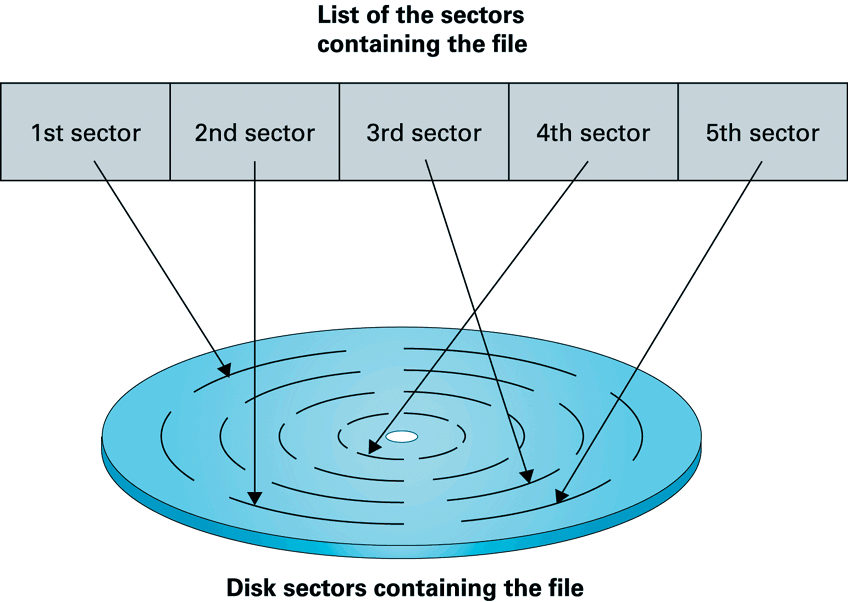 List of the sectors
containing the file
1st sector
2nd sector
3rd sector
4th sector
5th sector
Disk sectors containing the file